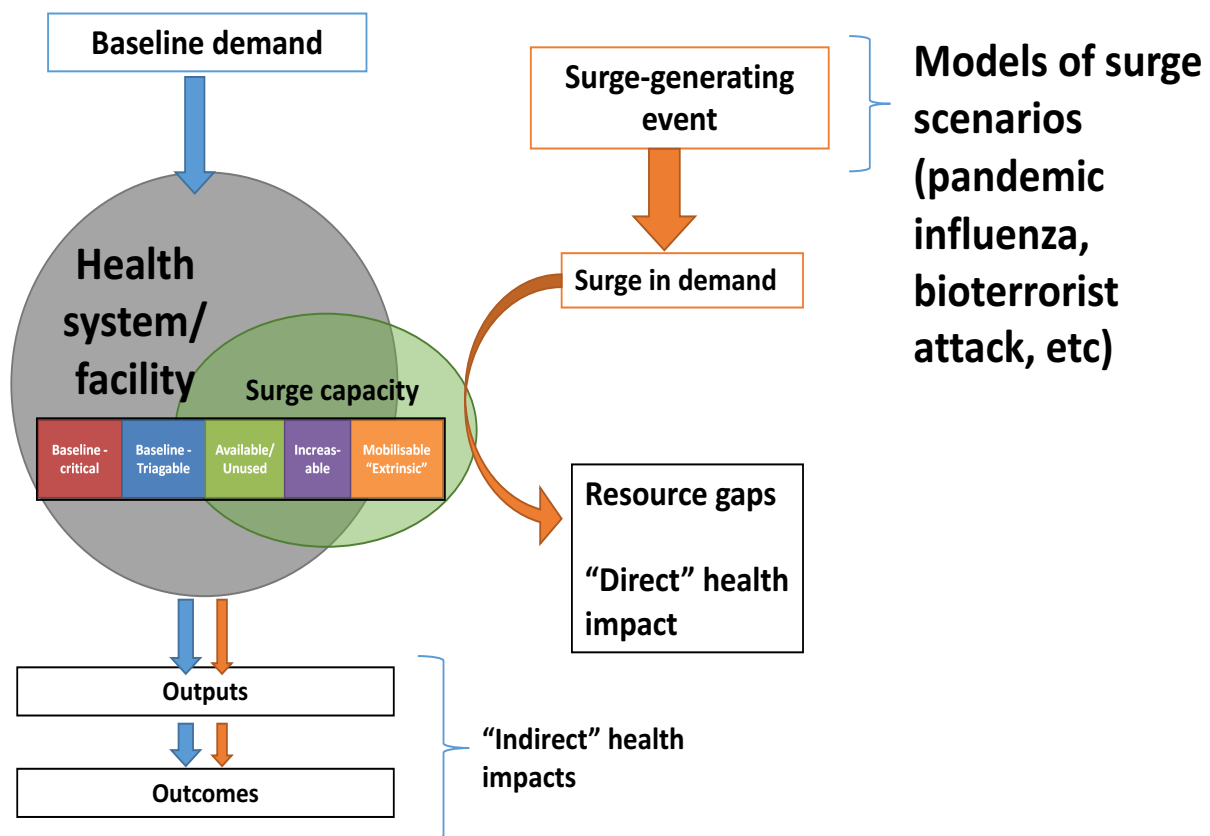 Baseline demand
Surge-generating
event
Models of surge
scenarios
(pandemic
influenza,
bioterrorist
attack, etc)
Health
system/
facility
Surge in demand
Surge capacity
Baseline -
critical
Baseline -
Triagable
Available/
Unused
Increas-
able
Mobilisable
“Extrinsic”
Resource gaps
“Direct” health
impact
Outputs
Outcomes
“Indirect” health
impacts